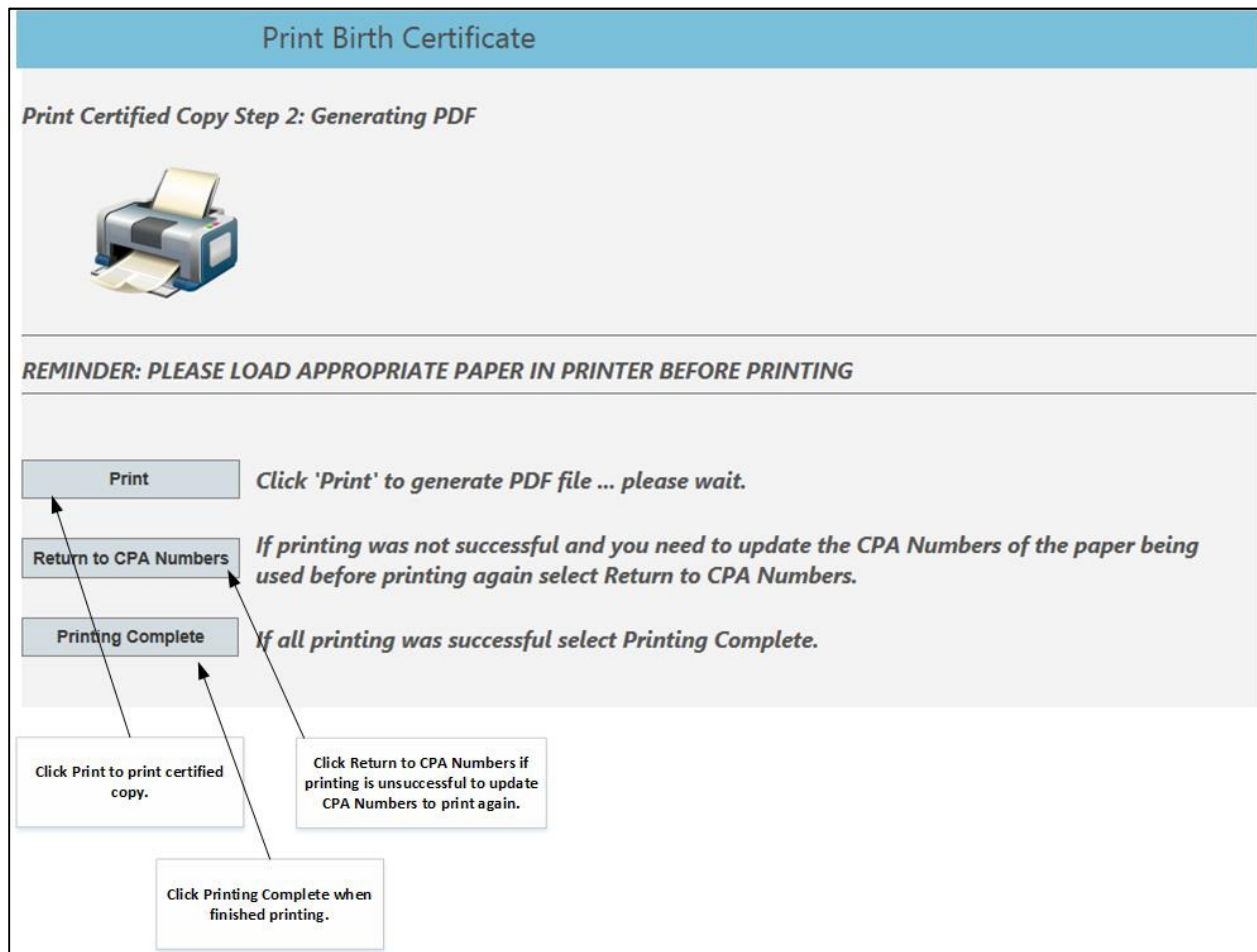 Print Birth Certificate
Print Certified Copy Step 2: Generating PDF
REMINDER: PLEASE LOAD APPROPRIATE PAPER IN PRINTER BEFORE PRINTING
Print
Click 'Print' to generate PDF file ... please wait.
Return to CPA Numbers
If printing was not successful and you need to update the CPA Numbers of the paper being
used before printing again select Return to CPA Numbers.
Printing Complete
If all printing was successful select Printing Complete.
Click Print to print certified
copy.
Click Return to CPA Numbers if
printing is unsuccessful to update
CPA Numbers to print again.
Click Printing Complete when
finished printing.